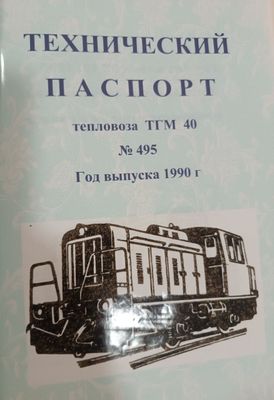 ТЕХНИЧЕСКИЙ
ПАСПОРТ
тепловоза ТГМ 40
№ 495
Год выпуска 1990 г